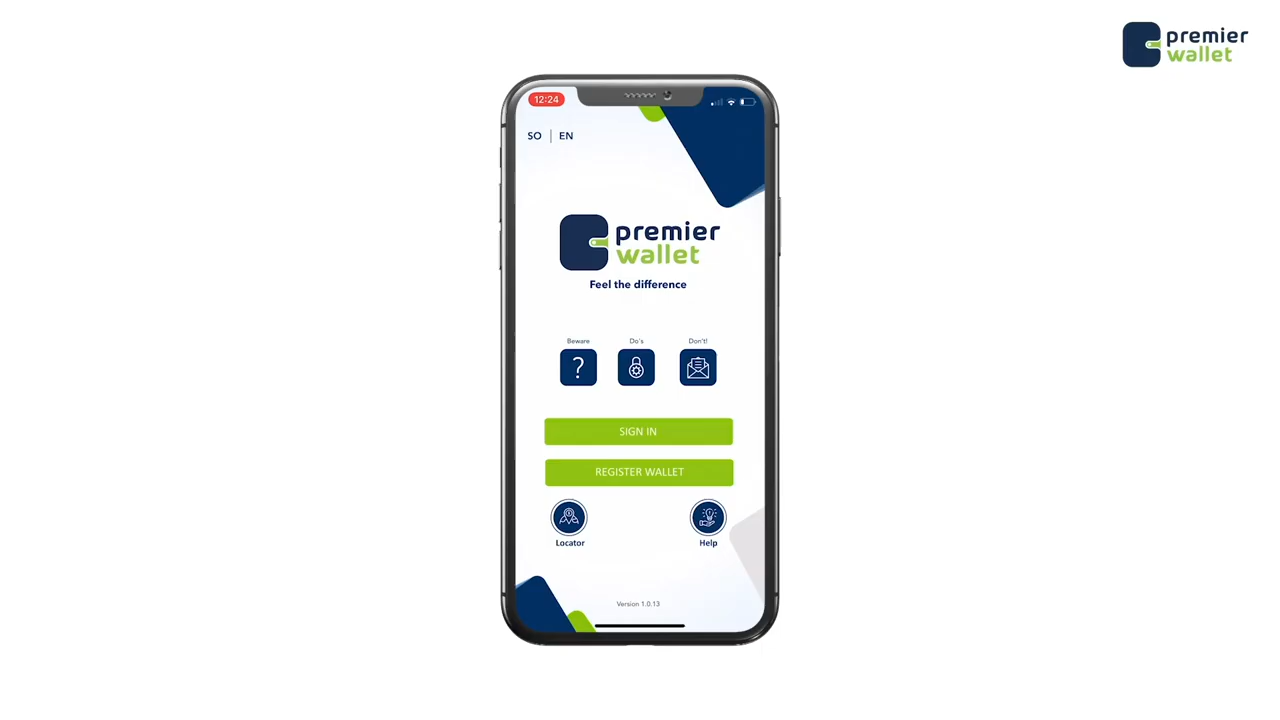 premier
wallet
12:24
SO | EN
premier
wallet
Feel the difference
Beware
Do's
Don't!
SIGN IN
REGISTER WALLET
Locator
Help
Version 1.0.13